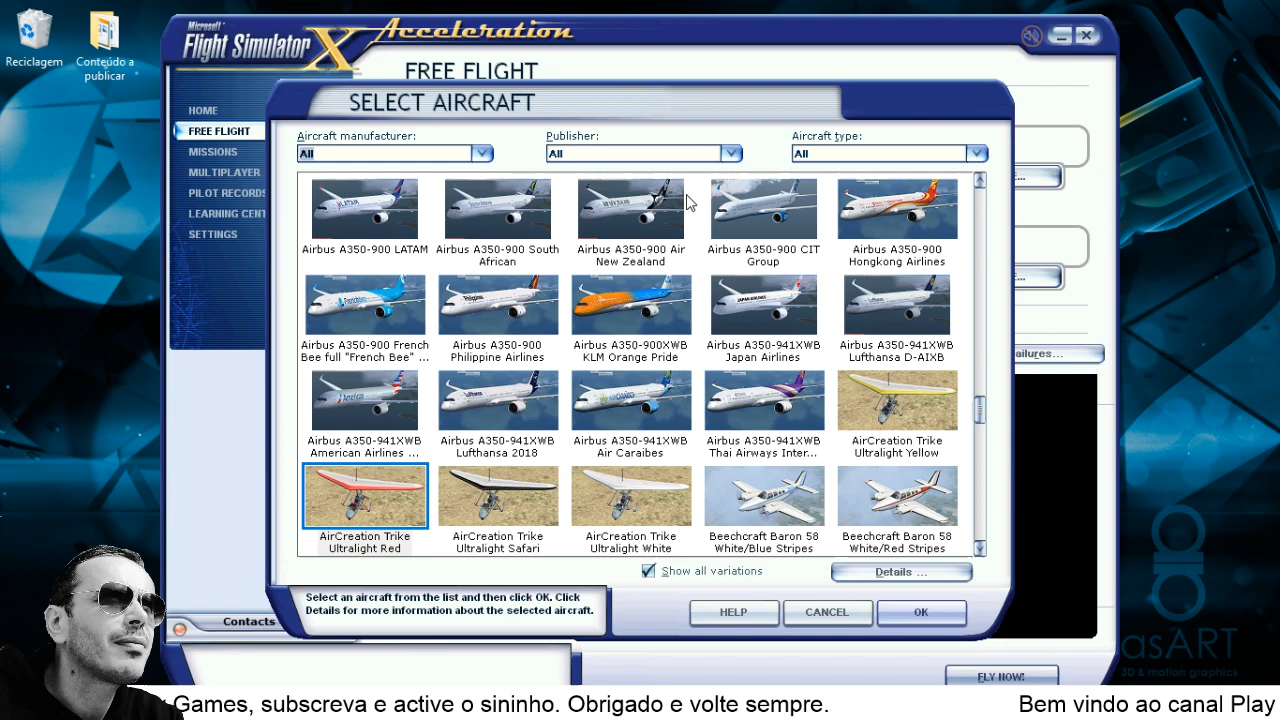 Reciclagem
Conteúdo a
publicar
Microsoft
Flight Simulator X Acceleration
FREE FLIGHT
SELECT AIRCRAFT
HOME
FREE FLIGHT
MISSIONS
MULTIPLAYER
PILOT RECORDS
LEARNING CENT
SETTINGS
Aircraft manufacturer:
Publisher:
Aircraft type:
All
All
All
Airbus A350-900 LATAM
Airbus A350-900 South
African
Airbus A350-900 Air
New Zealand
Airbus A350-900 CIT
Group
Airbus A350-900
Hongkong Airlines
Airbus A350-900 French
Bee full "French Bee" ...
Airbus A350-900
Philippine Airlines
Airbus A350-900XWB
KLM Orange Pride
Airbus A350-941XWB
Japan Airlines
Airbus A350-941XWB
Lufthansa D-AIXB
Airbus A350-941XWB
American Airlines ...
Airbus A350-941XWB
Lufthansa 2018
Airbus A350-941XWB
Air Caraibes
Airbus A350-941XWB
Thai Airways Inter...
AirCreation Trike
Ultralight Yellow
AirCreation Trike
Ultralight Red
AirCreation Trike
Ultralight Safari
AirCreation Trike
Ultralight White
Beechcraft Baron 58
White/Blue Stripes
Beechcraft Baron 58
White/Red Stripes
ailures...
Show all variations
Details ...
Select an aircraft from the list and then click OK. Click
Details for more information about the selected aircraft.
HELP
CANCEL
OK
Contacts
FLY NOW!
asART
3D & motion graphics
Games, subscreva e active o sininho. Obrigado e volte sempre.
Bem vindo ao canal Play